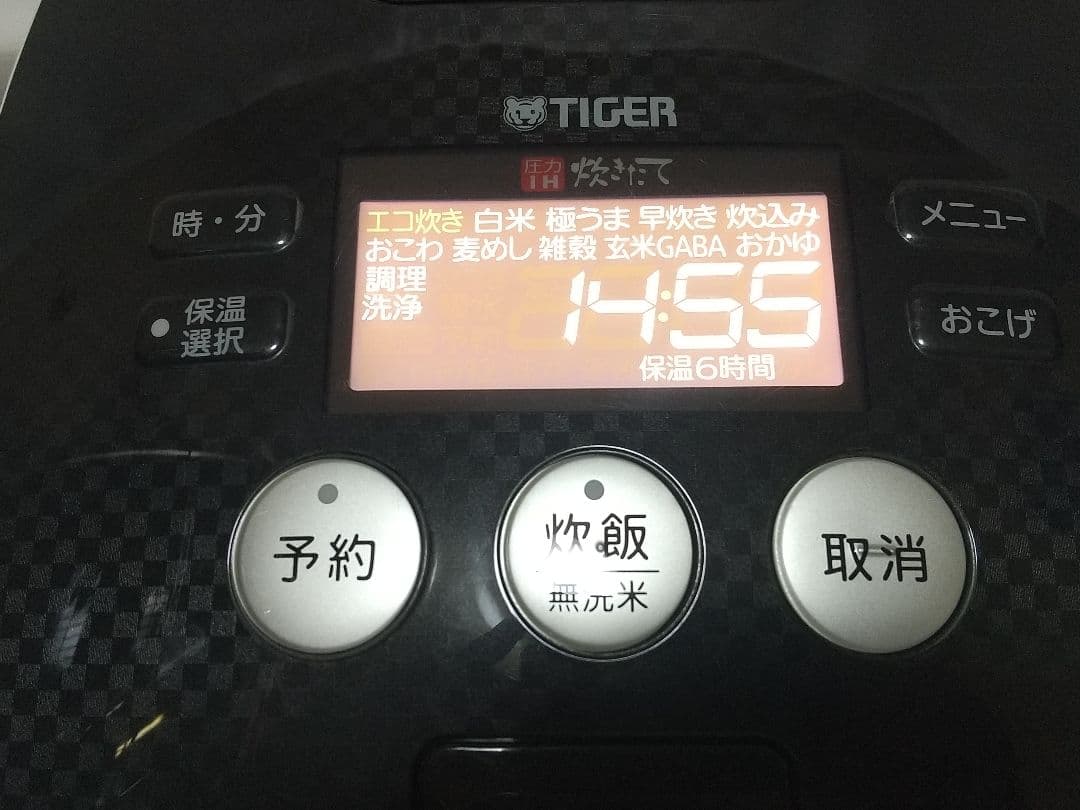 TIGER
圧力IH 炊きたて
エコ炊き 白米 極うま 早炊き 炊込み
おこわ 麦めし 雑穀 玄米GABA おかゆ
調理
洗浄
14:55
保温6時間
時・分
保温
選択
メニュー
おこげ
予約
炊飯
無洗米
取消